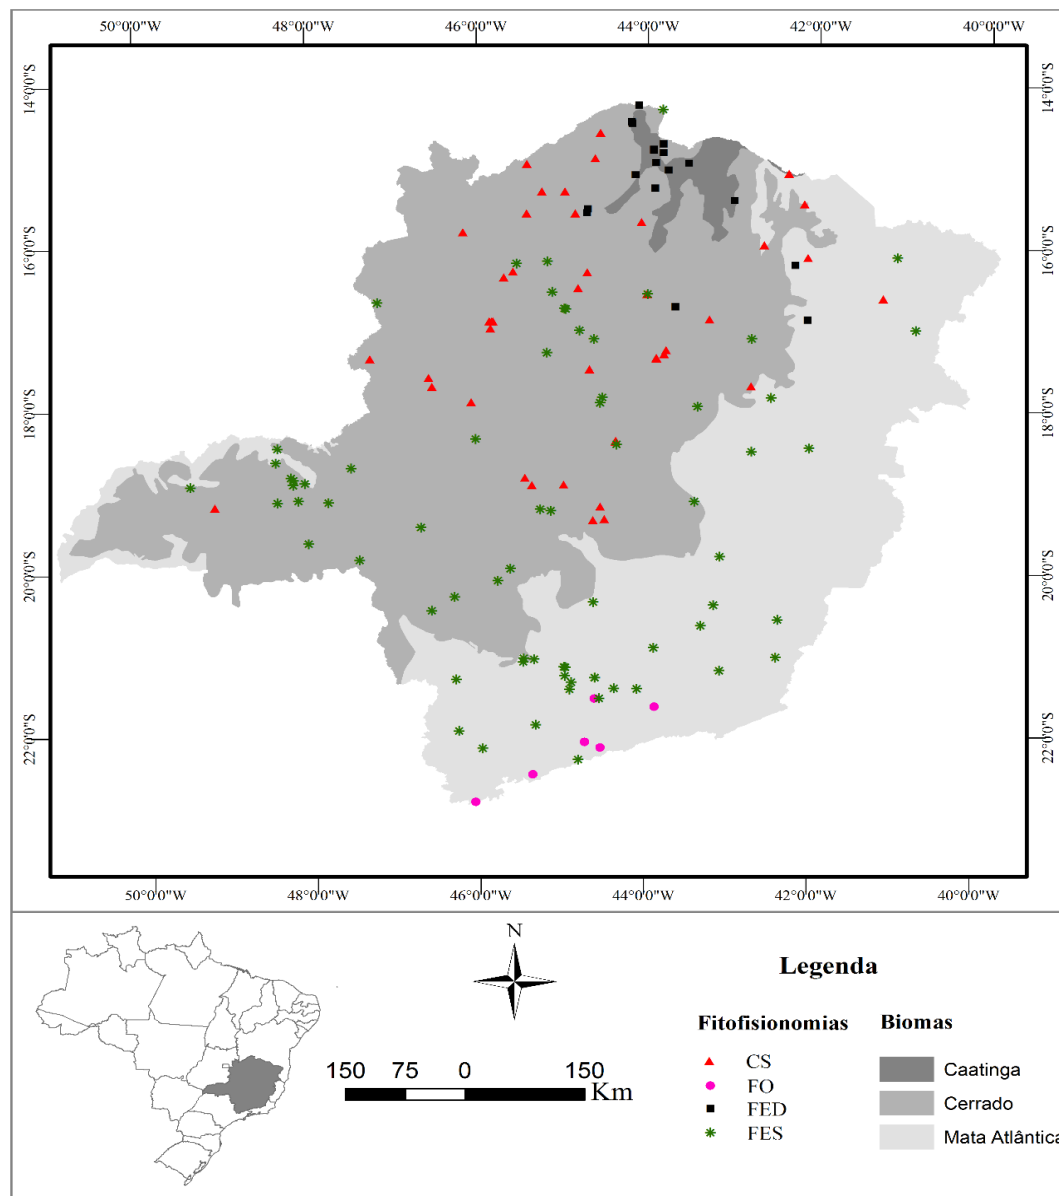 50°0'0"W 48°0'0"W 46°0'0"W 44°0'0"W 42°0'0"W 40°0'0"W
14°0'0"S 14°0'0"S
16°0'0"S 16°0'0"S
18°0'0"S 18°0'0"S
20°0'0"S 20°0'0"S
22°0'0"S 22°0'0"S
50°0'0"W 48°0'0"W 46°0'0"W 44°0'0"W 42°0'0"W 40°0'0"W
N
150 75 0 150
Km
Legenda
Fitofisionomias Biomas
CS
FO
FED
FES
Caatinga
Cerrado
Mata Atlântica